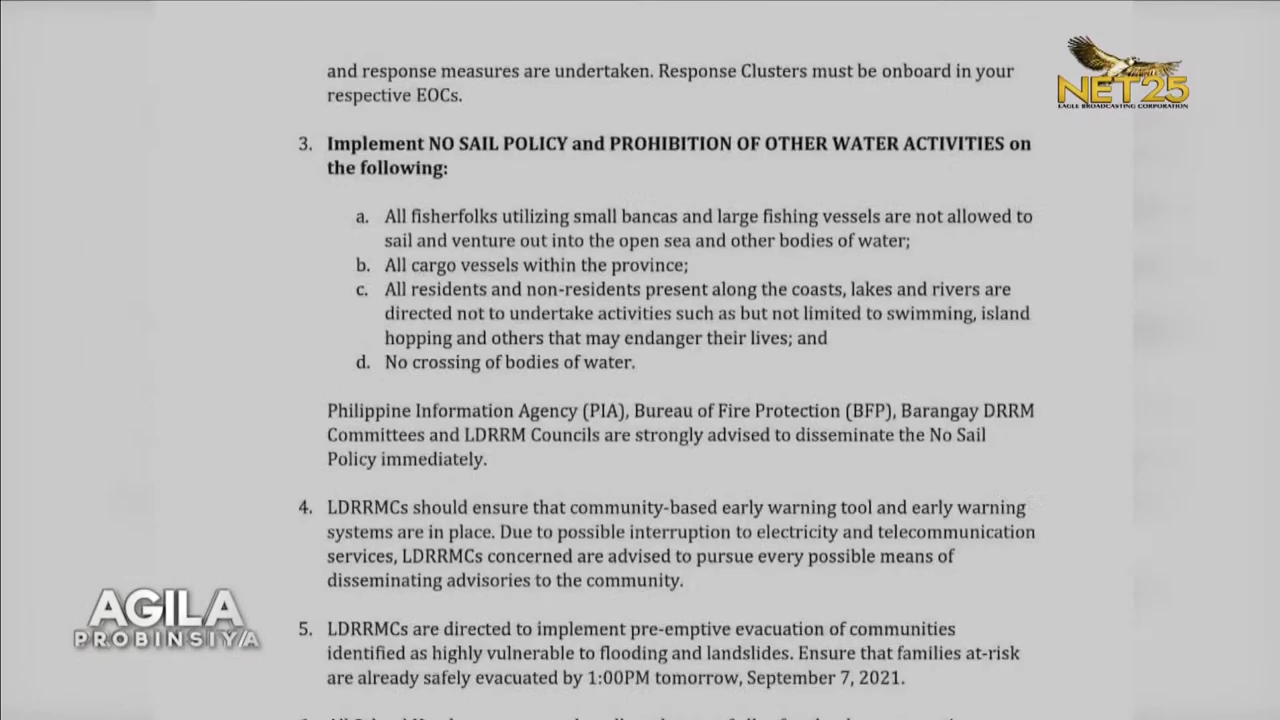 and response measures are undertaken. Response Clusters must be onboard in your
respective EOCs.
NET25
EAGLE BROADCASTING CORPORATION
3. Implement NO SAIL POLICY and PROHIBITION OF OTHER WATER ACTIVITIES on
the following:
a. All fisherfolks utilizing small bancas and large fishing vessels are not allowed to
sail and venture out into the open sea and other bodies of water;
b. All cargo vessels within the province;
c. All residents and non-residents present along the coasts, lakes and rivers are
directed not to undertake activities such as but not limited to swimming, island
hopping and others that may endanger their lives; and
d. No crossing of bodies of water.
Philippine Information Agency (PIA), Bureau of Fire Protection (BFP), Barangay DRRM
Committees and LDRRM Councils are strongly advised to disseminate the No Sail
Policy immediately.
4. LDRRMCs should ensure that community-based early warning tool and early warning
systems are in place. Due to possible interruption to electricity and telecommunication
services, LDRRMCs concerned are advised to pursue every possible means of
disseminating advisories to the community.
AGILA
PROBINSIYA
5. LDRRMCs are directed to implement pre-emptive evacuation of communities
identified as highly vulnerable to flooding and landslides. Ensure that families at-risk
are already safely evacuated by 1:00PM tomorrow, September 7, 2021.